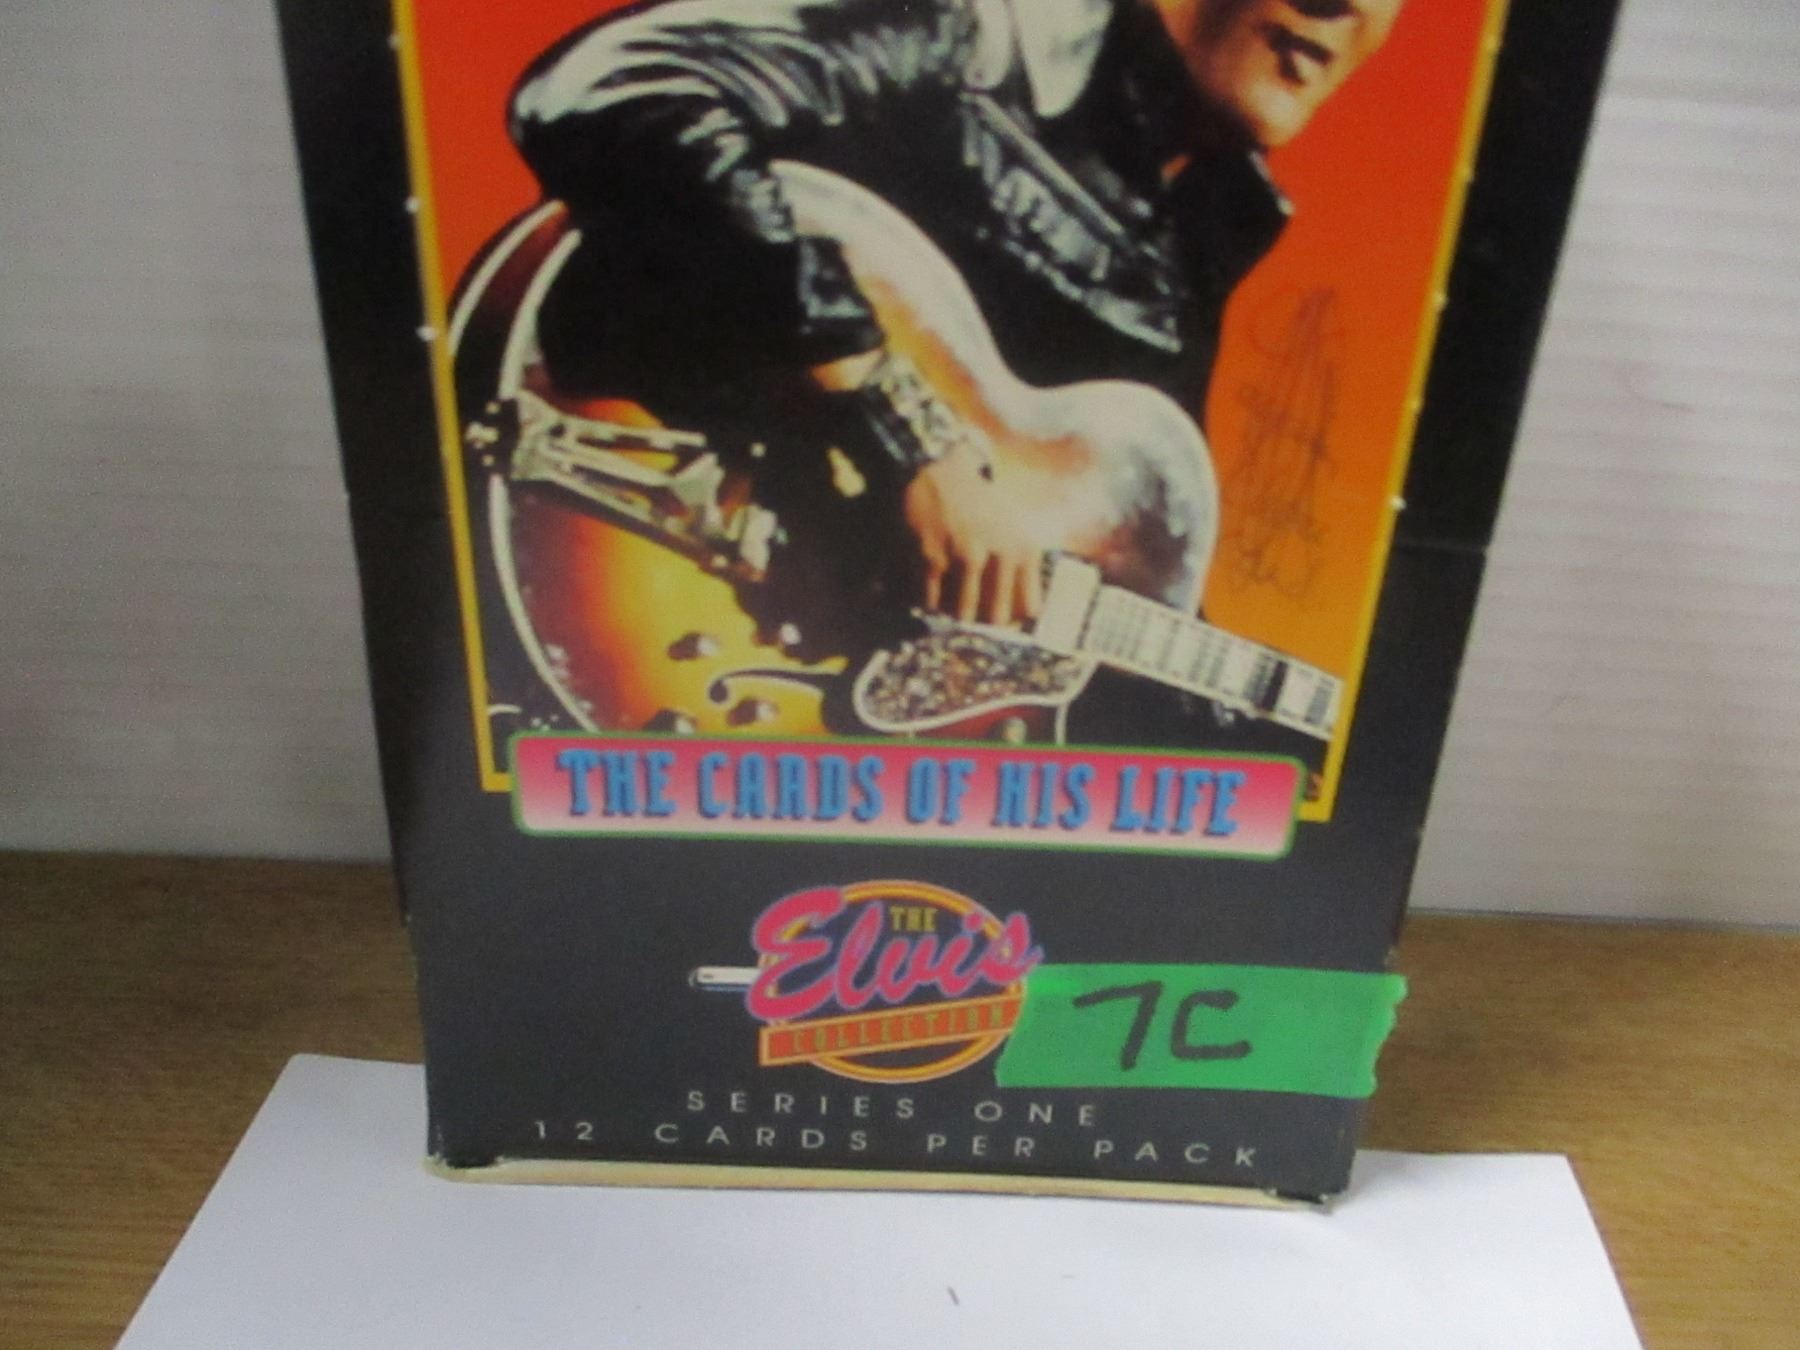 THE CARDS OF HIS LIFE
THE
Elvis
COLLECTION
7C
SERIES ONE
12 CARDS PER PACK